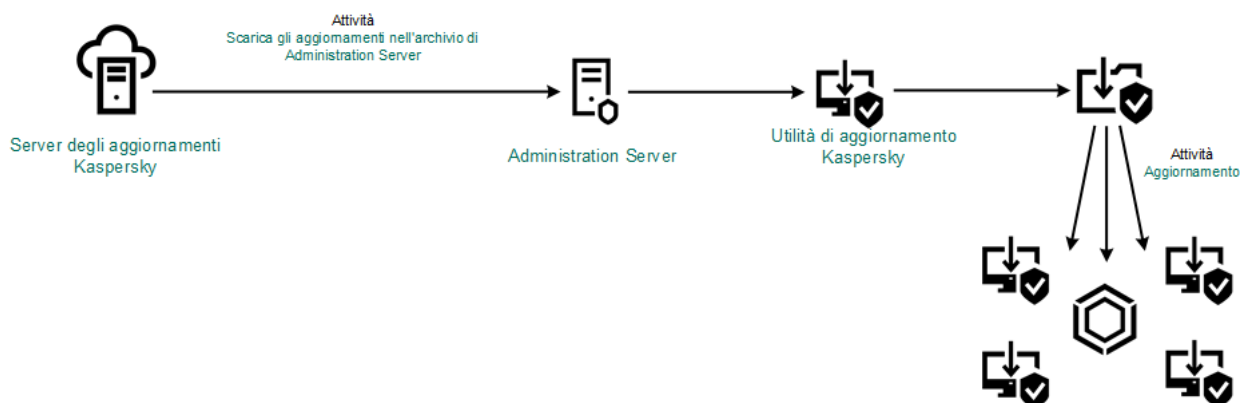 Attività
Scarica gli aggiornamenti nell'archivio di
Administration Server
Server degli aggiornamenti
Kaspersky
Administration Server
Utilità di aggiornamento
Kaspersky
Attività
Aggiornamento